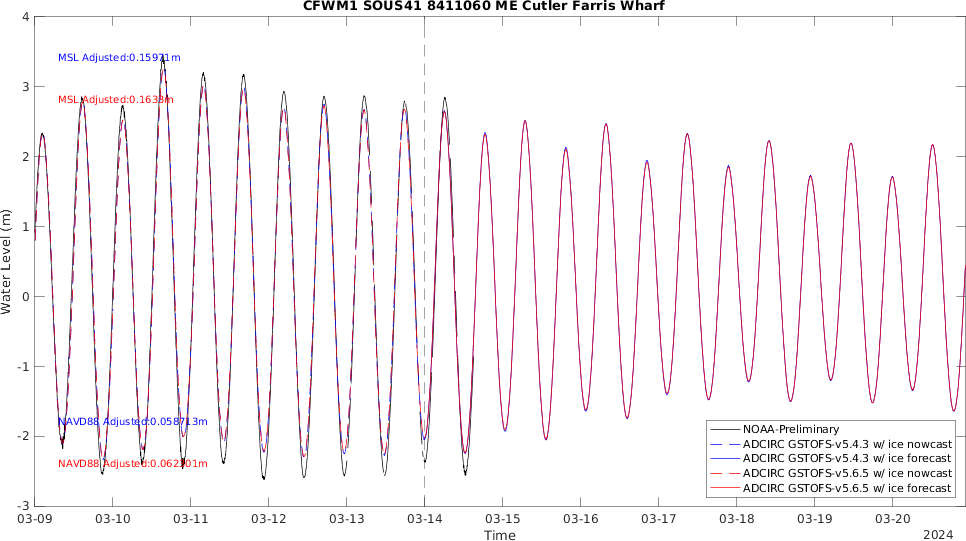 CFWM1 SOUS41 8411060 ME Cutler Farris Wharf
4
3
2
1
0
-1
-2
-3
Water Level (m)
MSL Adjusted:0.15971m
MSL Adjusted:0.1638m
NAVD88 Adjusted:0.058713m
NAVD88 Adjusted:0.062801m
NOAA-Preliminary
ADCIRC GSTOFS-v5.4.3 w/ ice nowcast
ADCIRC GSTOFS-v5.4.3 w/ ice forecast
ADCIRC GSTOFS-v5.6.5 w/ ice nowcast
ADCIRC GSTOFS-v5.6.5 w/ ice forecast
03-09 03-10 03-11 03-12 03-13 03-14 03-15 03-16 03-17 03-18 03-19 03-20
Time
2024